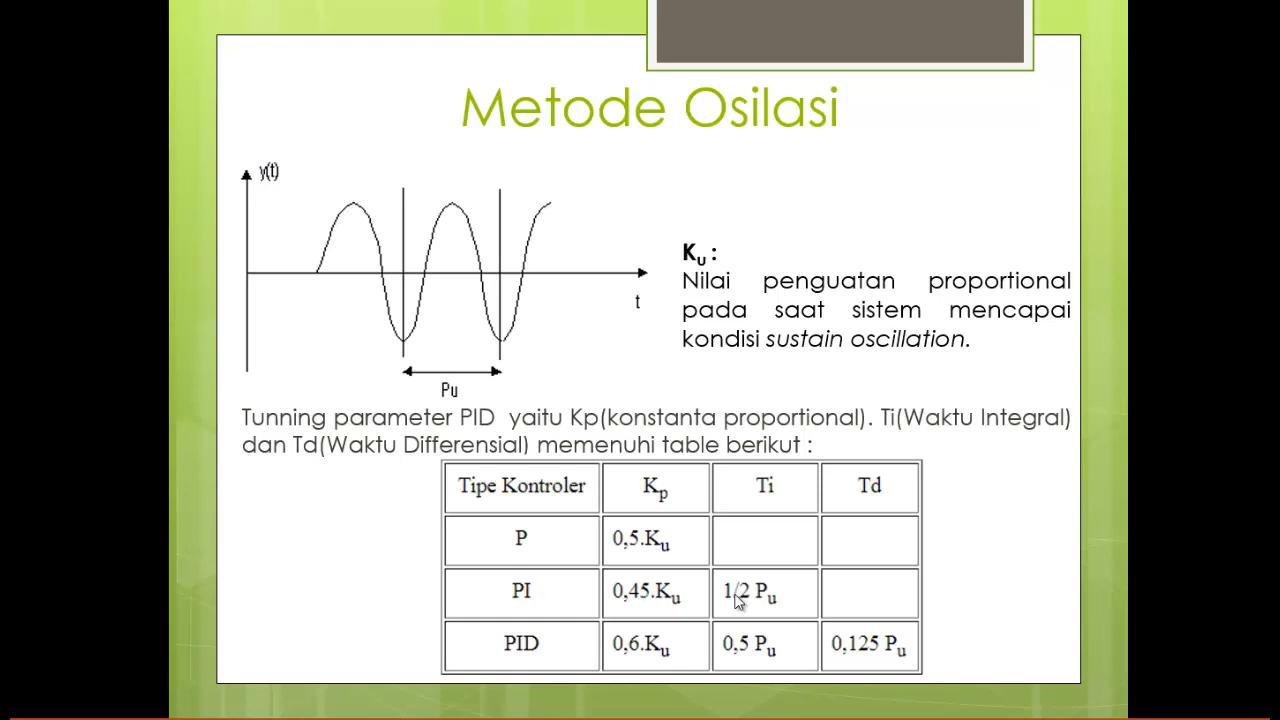 Metode Osilasi
y(t)
t
Pu
Ku :
Nilai penguatan proportional
pada saat sistem mencapai
kondisi sustain oscillation.
Tunning parameter PID yaitu Kp(konstanta proportional). Ti(Waktu Integral)
dan Td(Waktu Differensial) memenuhi table berikut :
Tipe Kontroler Kp Ti Td
P 0,5.Ku
PI 0,45.Ku 1/2 Pu
PID 0,6.Ku 0,5 Pu 0,125 Pu